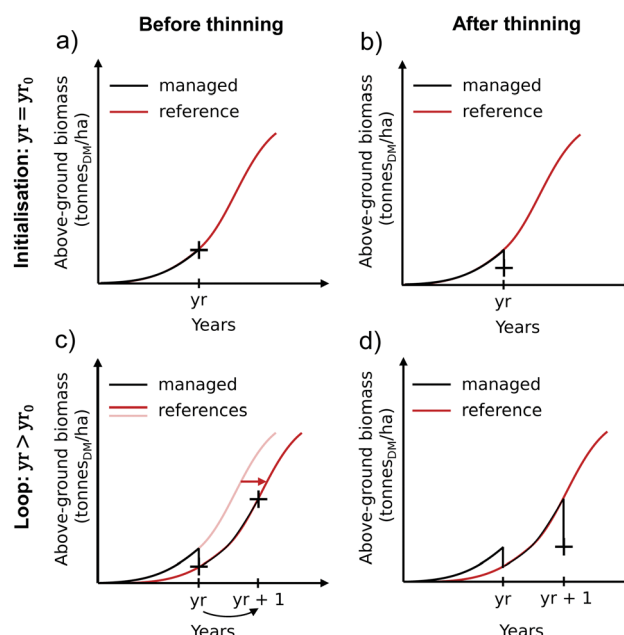 Before thinning
After thinning
Initialisation: yr = yr₀
a)
managed
reference
Above-ground biomass
(tonnes_DM/ha)
yr
Years
b)
managed
reference
Above-ground biomass
(tonnes_DM/ha)
yr
Years
Loop: yr > yr₀
c)
managed
references
Above-ground biomass
(tonnes_DM/ha)
yr
yr + 1
Years
d)
managed
reference
Above-ground biomass
(tonnes_DM/ha)
yr
yr + 1
Years